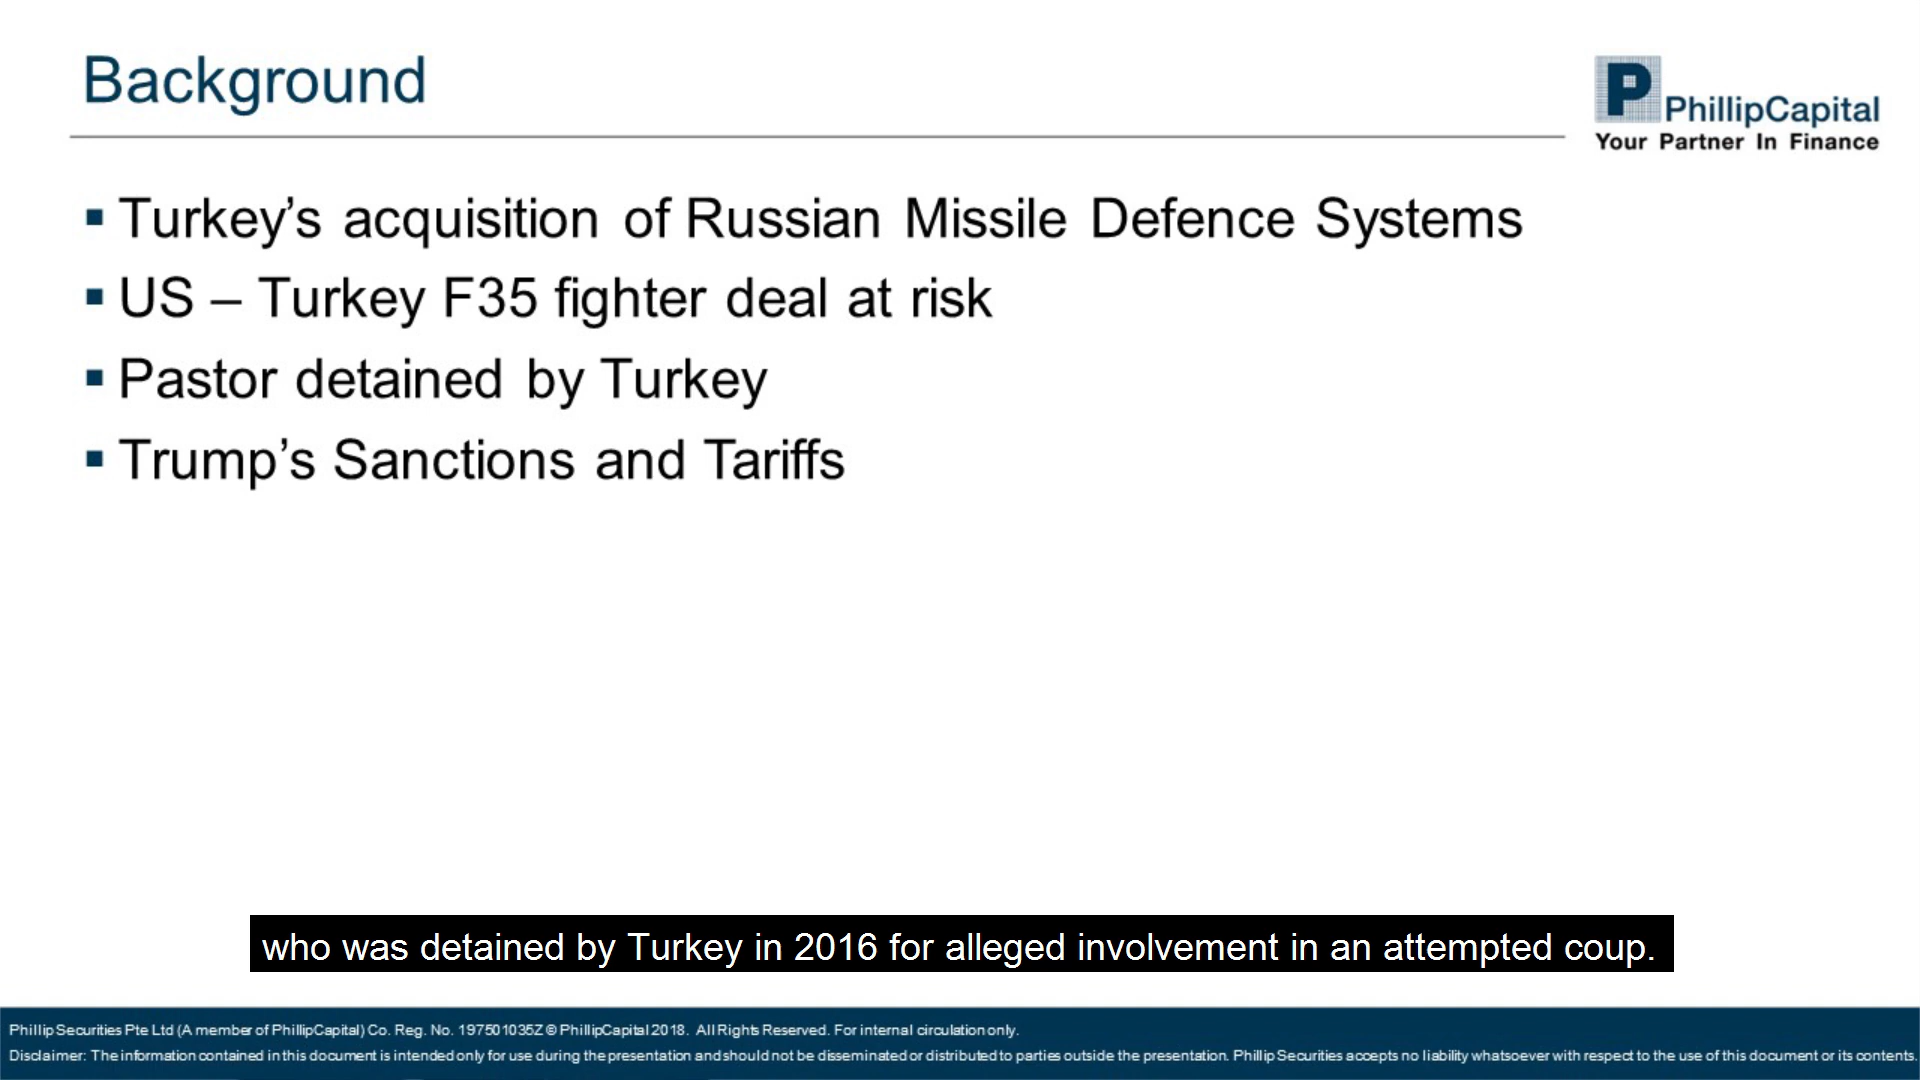 Background
PhillipCapital
Your Partner In Finance
▪ Turkey’s acquisition of Russian Missile Defence Systems
▪ US – Turkey F35 fighter deal at risk
▪ Pastor detained by Turkey
▪ Trump’s Sanctions and Tariffs
who was detained by Turkey in 2016 for alleged involvement in an attempted coup.
Phillip Securities Pte Ltd (A member of PhillipCapital) Co. Reg. No. 197501035Z © PhillipCapital 2018. All Rights Reserved. For internal circulation only.
Disclaimer: The information contained in this document is intended only for use during the presentation and should not be disseminated or distributed to parties outside the presentation. Phillip Securities accepts no liability whatsoever with respect to the use of this document or its contents.